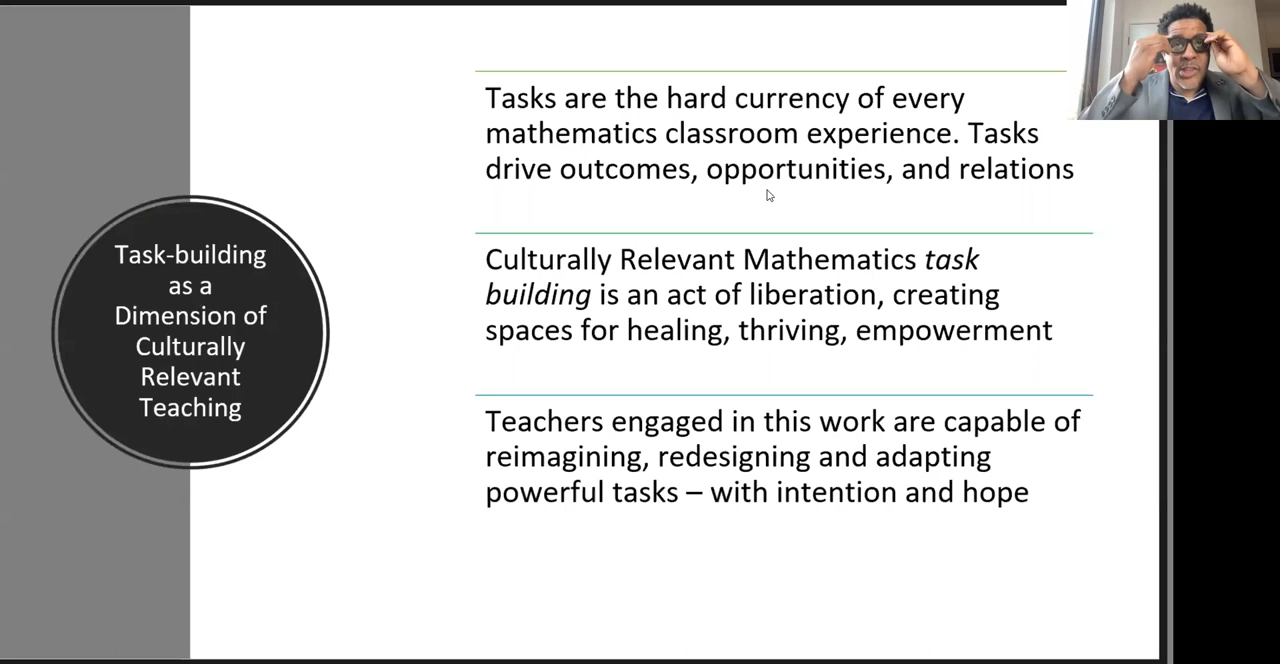 Task-building
as a
Dimension of
Culturally
Relevant
Teaching
Tasks are the hard currency of every
mathematics classroom experience. Tasks
drive outcomes, opportunities, and relations
Culturally Relevant Mathematics task
building is an act of liberation, creating
spaces for healing, thriving, empowerment
Teachers engaged in this work are capable of
reimagining, redesigning and adapting
powerful tasks – with intention and hope